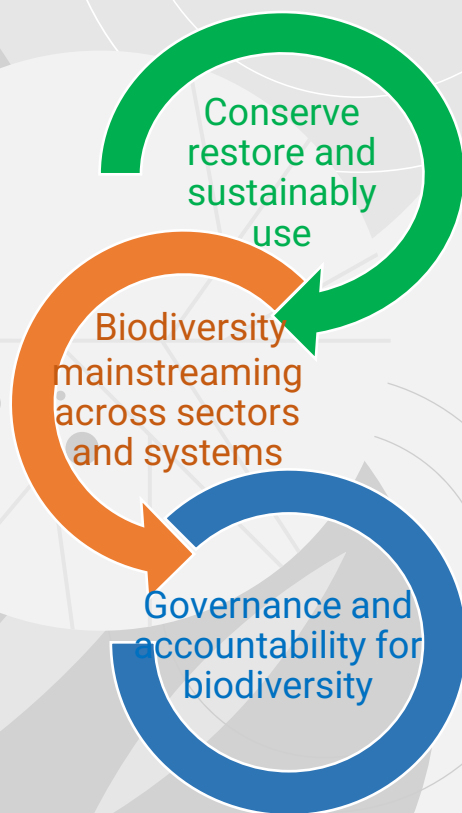 Conserve
restore and
sustainably
use
Biodiversity
mainstreaming
across sectors
and systems
Governance and
accountability for
biodiversity